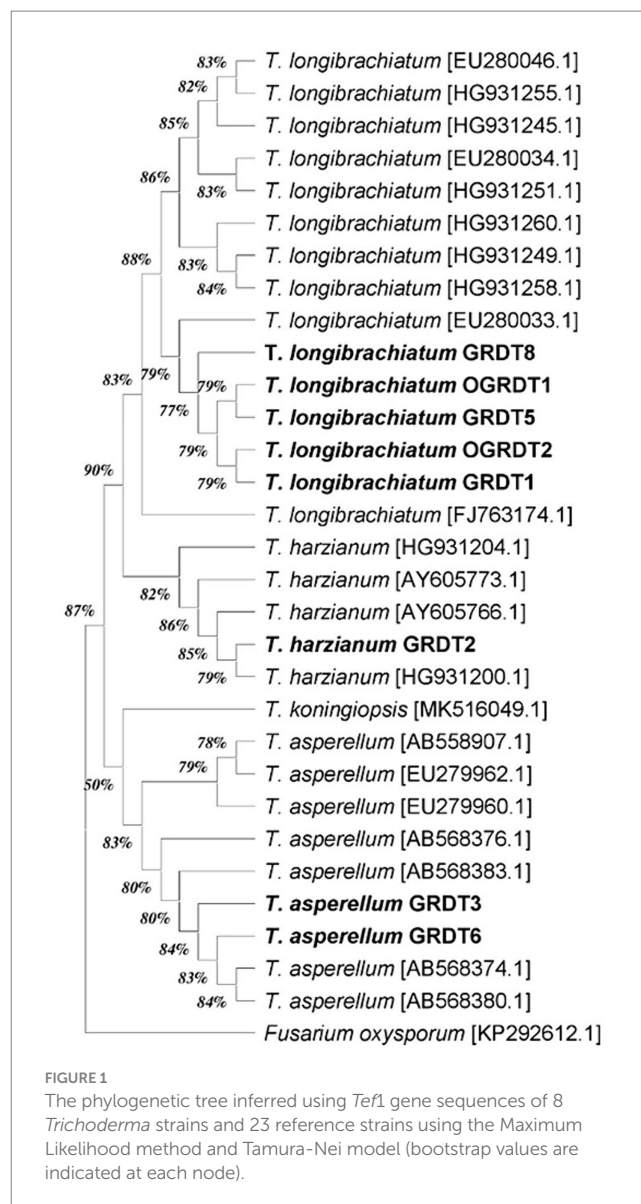 83%
T. longibrachiatum [EU280046.1]
82%
T. longibrachiatum [HG931255.1]
85%
T. longibrachiatum [HG931245.1]
T. longibrachiatum [EU280034.1]
86%
83%
T. longibrachiatum [HG931251.1]
T. longibrachiatum [HG931260.1]
88%
83%
T. longibrachiatum [HG931249.1]
84%
T. longibrachiatum [HG931258.1]
T. longibrachiatum [EU280033.1]
T. longibrachiatum GRDT8
83%
79%
79%
T. longibrachiatum OGRDT1
77%
T. longibrachiatum GRDT5
79%
T. longibrachiatum OGRDT2
90%
79%
T. longibrachiatum GRDT1
T. longibrachiatum [FJ763174.1]
T. harzianum [HG931204.1]
82%
T. harzianum [AY605773.1]
87%
86%
T. harzianum [AY605766.1]
85%
T. harzianum GRDT2
79%
T. harzianum [HG931200.1]
T. koningiopsis [MK516049.1]
78%
T. asperellum [AB558907.1]
50%
79%
T. asperellum [EU279962.1]
T. asperellum [EU279960.1]
83%
T. asperellum [AB568376.1]
80%
T. asperellum [AB568383.1]
80%
T. asperellum GRDT3
84%
T. asperellum GRDT6
83%
T. asperellum [AB568374.1]
84%
T. asperellum [AB568380.1]
Fusarium oxysporum [KP292612.1]
FIGURE 1
The phylogenetic tree inferred using Tef1 gene sequences of 8
Trichoderma strains and 23 reference strains using the Maximum
Likelihood method and Tamura-Nei model (bootstrap values are
indicated at each node).